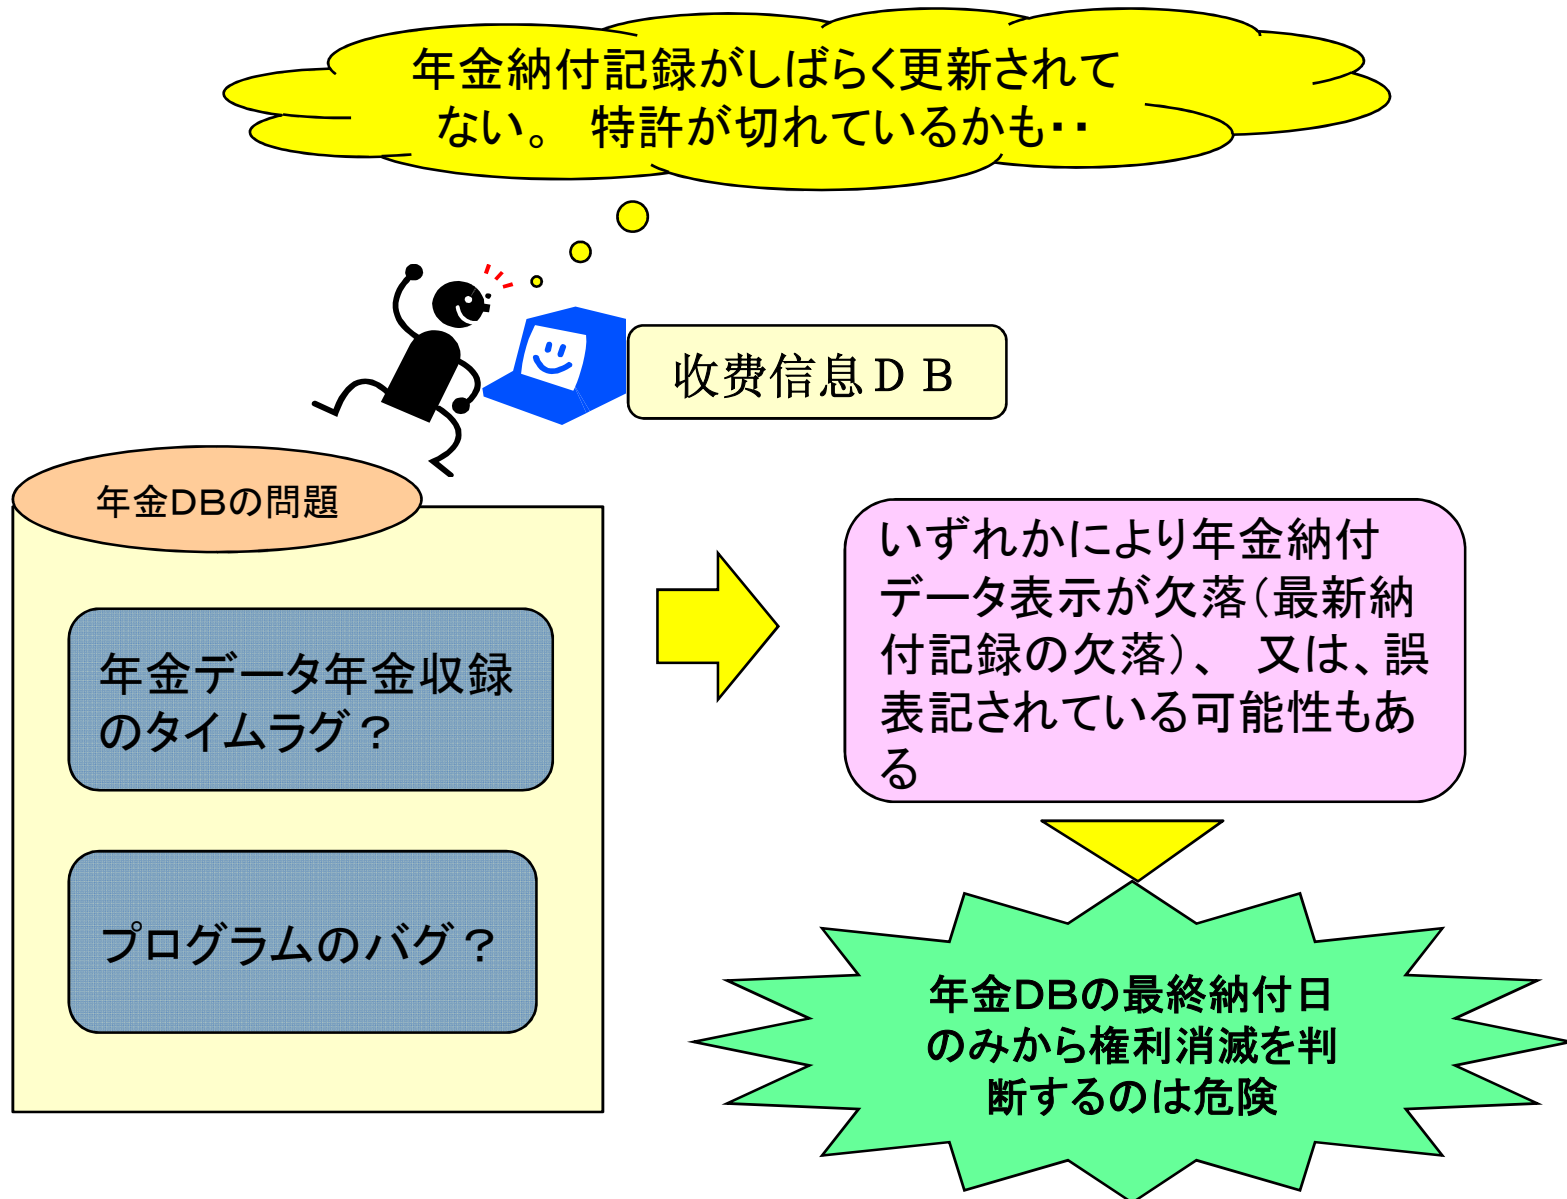 年金納付記録がしばらく更新されて
ない。 特許が切れているかも・・
收费信息ＤＢ
年金DBの問題
年金データ年金収録
のタイムラグ？
プログラムのバグ？
いずれかにより年金納付
データ表示が欠落（最新納
付記録の欠落）、 又は、誤
表記されている可能性もあ
る
年金DBの最終納付日
のみから権利消滅を判
断するのは危険